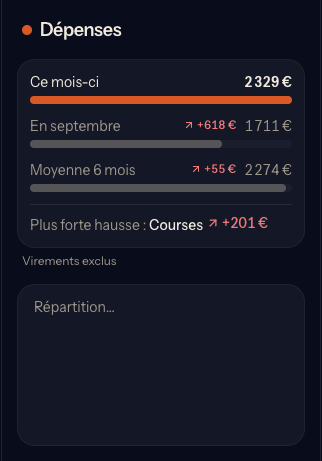 Dépenses
Ce mois-ci 2 329 €
En septembre ↗ +618 € 1 711 €
Moyenne 6 mois ↗ +55 € 2 274 €
Plus forte hausse : Courses ↗ +201 €
Virements exclus
Répartition...